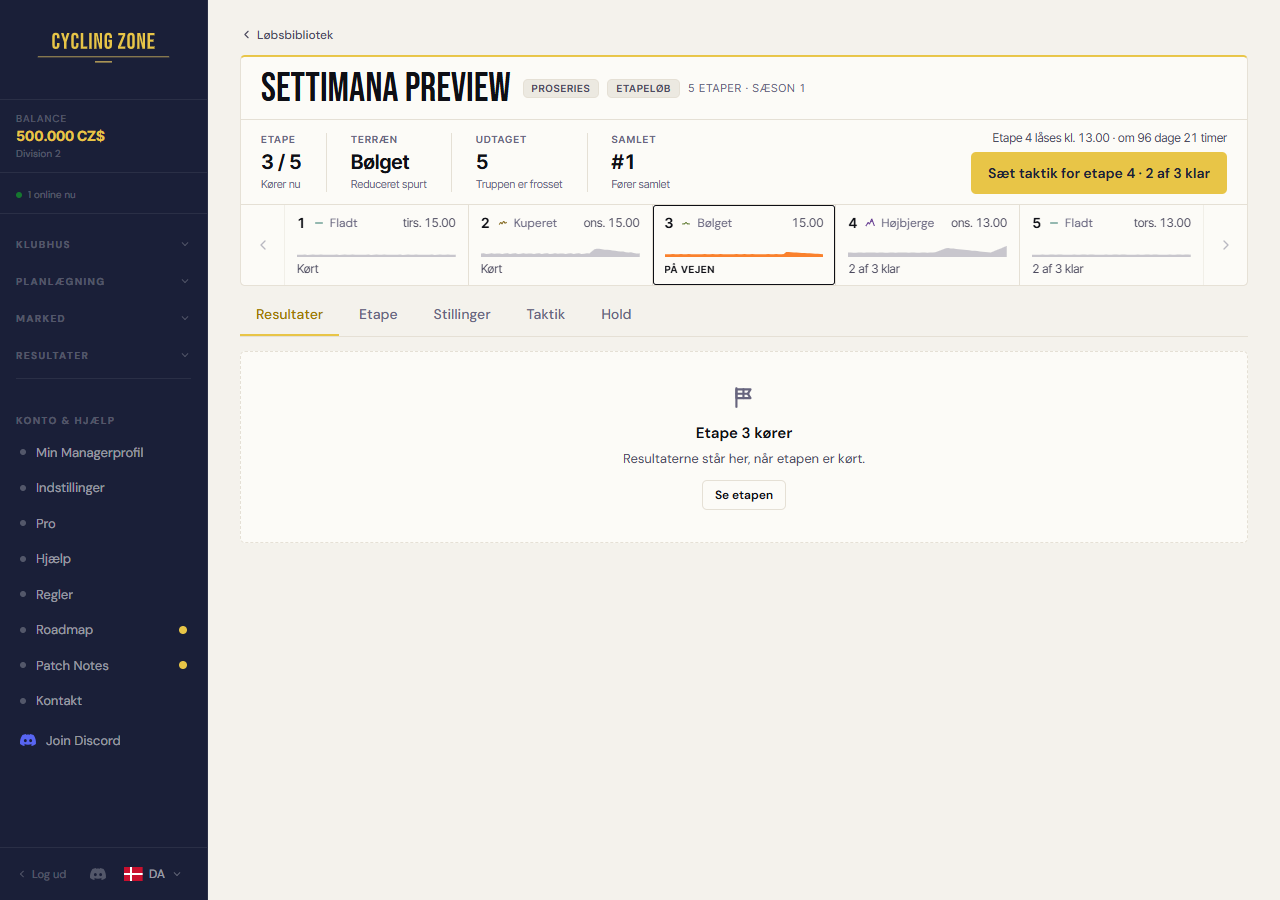 CYCLING ZONE
BALANCE
500.000 CZ$
Division 2
1 online nu
KLUBHUS
PLANLÆGNING
MARKED
RESULTATER
KONTO & HJÆLP
Min Managerprofil
Indstillinger
Pro
Hjælp
Regler
Roadmap
Patch Notes
Kontakt
Join Discord
Log ud
DA
Løbsbibliotek
SETTIMANA PREVIEW PROSERIES ETAPELØB 5 ETAPER · SÆSON 1
ETAPE
3 / 5
Kører nu
TERRÆN
Bølget
Reduceret spurt
UDTAGET
5
Truppen er frosset
SAMLET
#1
Fører samlet
Etape 4 låses kl. 13.00 · om 96 dage 21 timer
Sæt taktik for etape 4 · 2 af 3 klar
1 Fladt tirs. 15.00
Kørt
2 Kuperet ons. 15.00
Kørt
3 Bølget 15.00
PÅ VEJEN
4 Højbjerge ons. 13.00
2 af 3 klar
5 Fladt tors. 13.00
2 af 3 klar
Resultater Etape Stillinger Taktik Hold
Etape 3 kører
Resultaterne står her, når etapen er kørt.
Se etapen